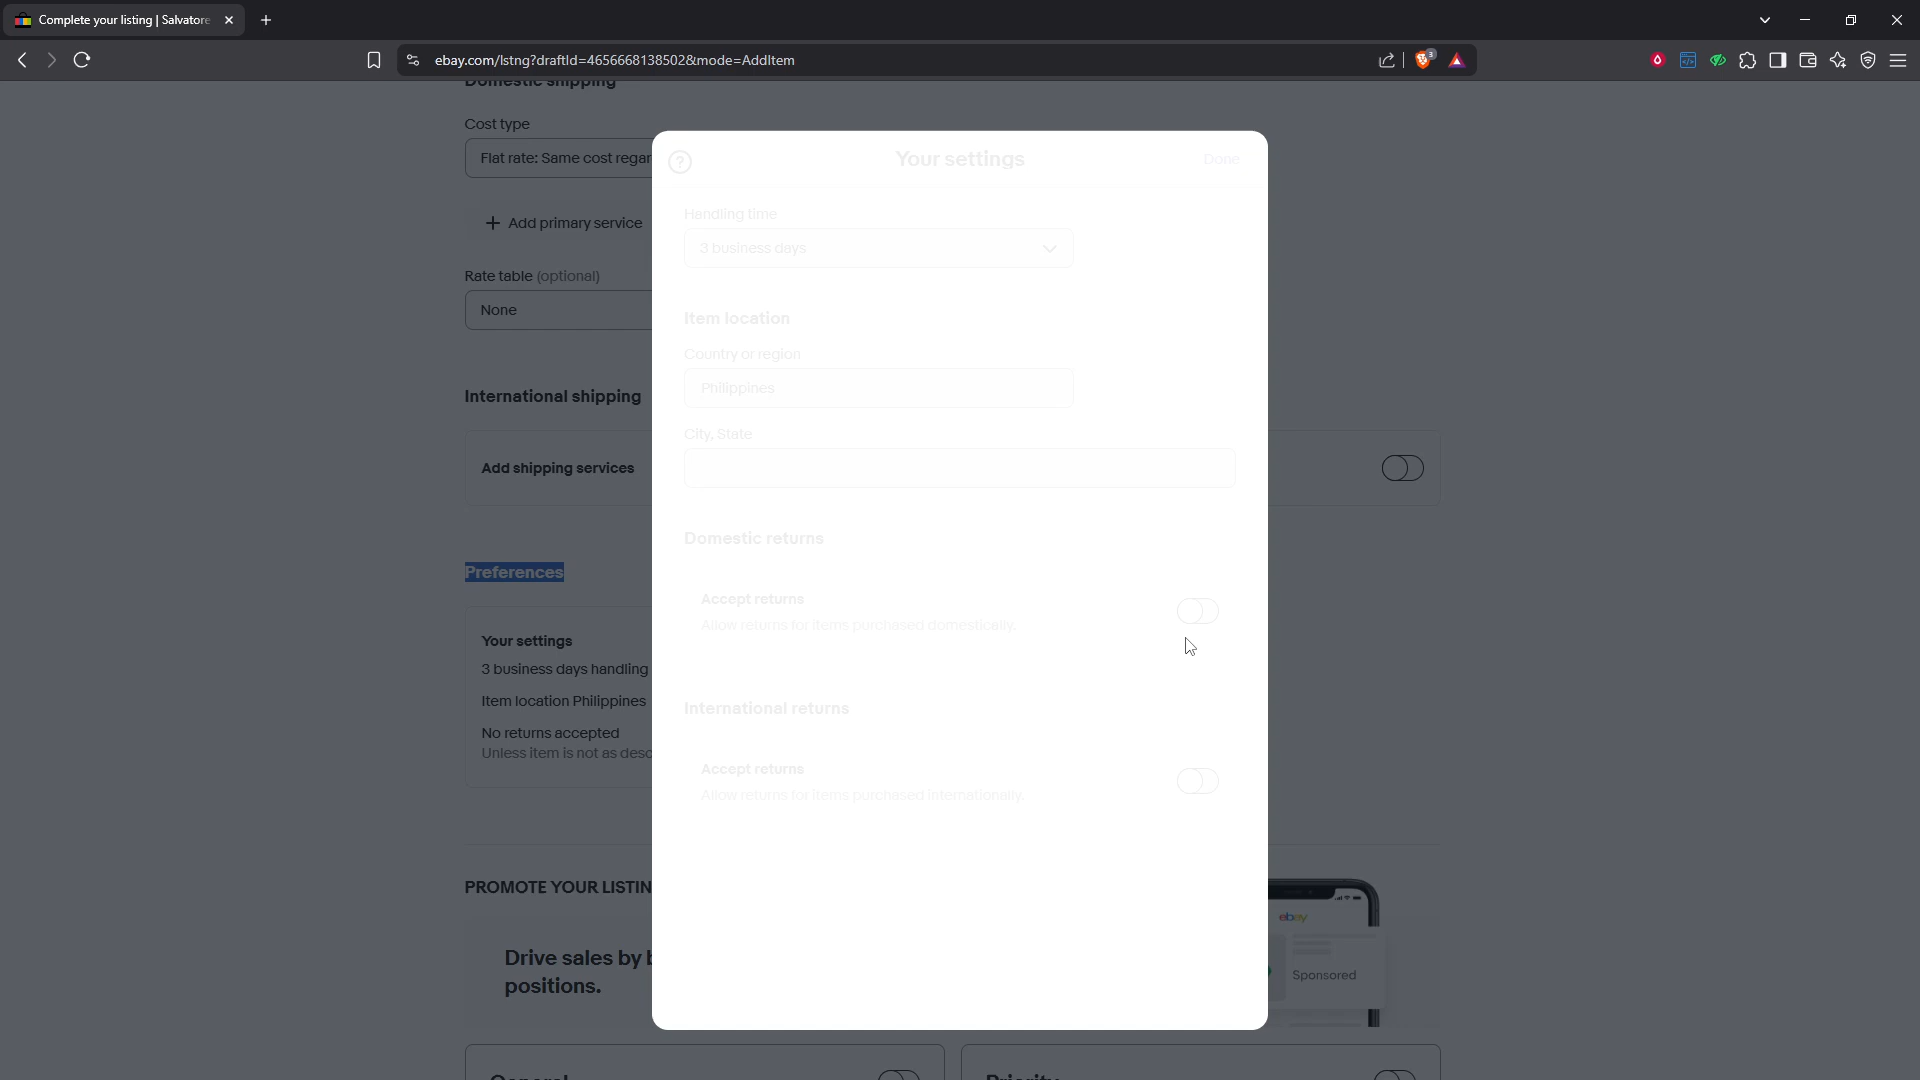 Complete your listing | Salvatore
ebay.com/lstng?draftId=4656668138502&mode=AddItem
3
Domestic shipping
Cost type
Flat rate: Same cost regar
Add primary service
Rate table (optional)
None
International shipping
Add shipping services
Preferences
Your settings
3 business days handling
Item location Philippines
No returns accepted
Unless item is not as desc
PROMOTE YOUR LISTIN
Drive sales by b
positions.
ebay
Sponsored
General
Priority
Your settings
Done
Handling time
3 business days
Item location
Country or region
Philippines
City, State
Domestic returns
Accept returns
Allow returns for items purchased domestically.
International returns
Accept returns
Allow returns for items purchased internationally.